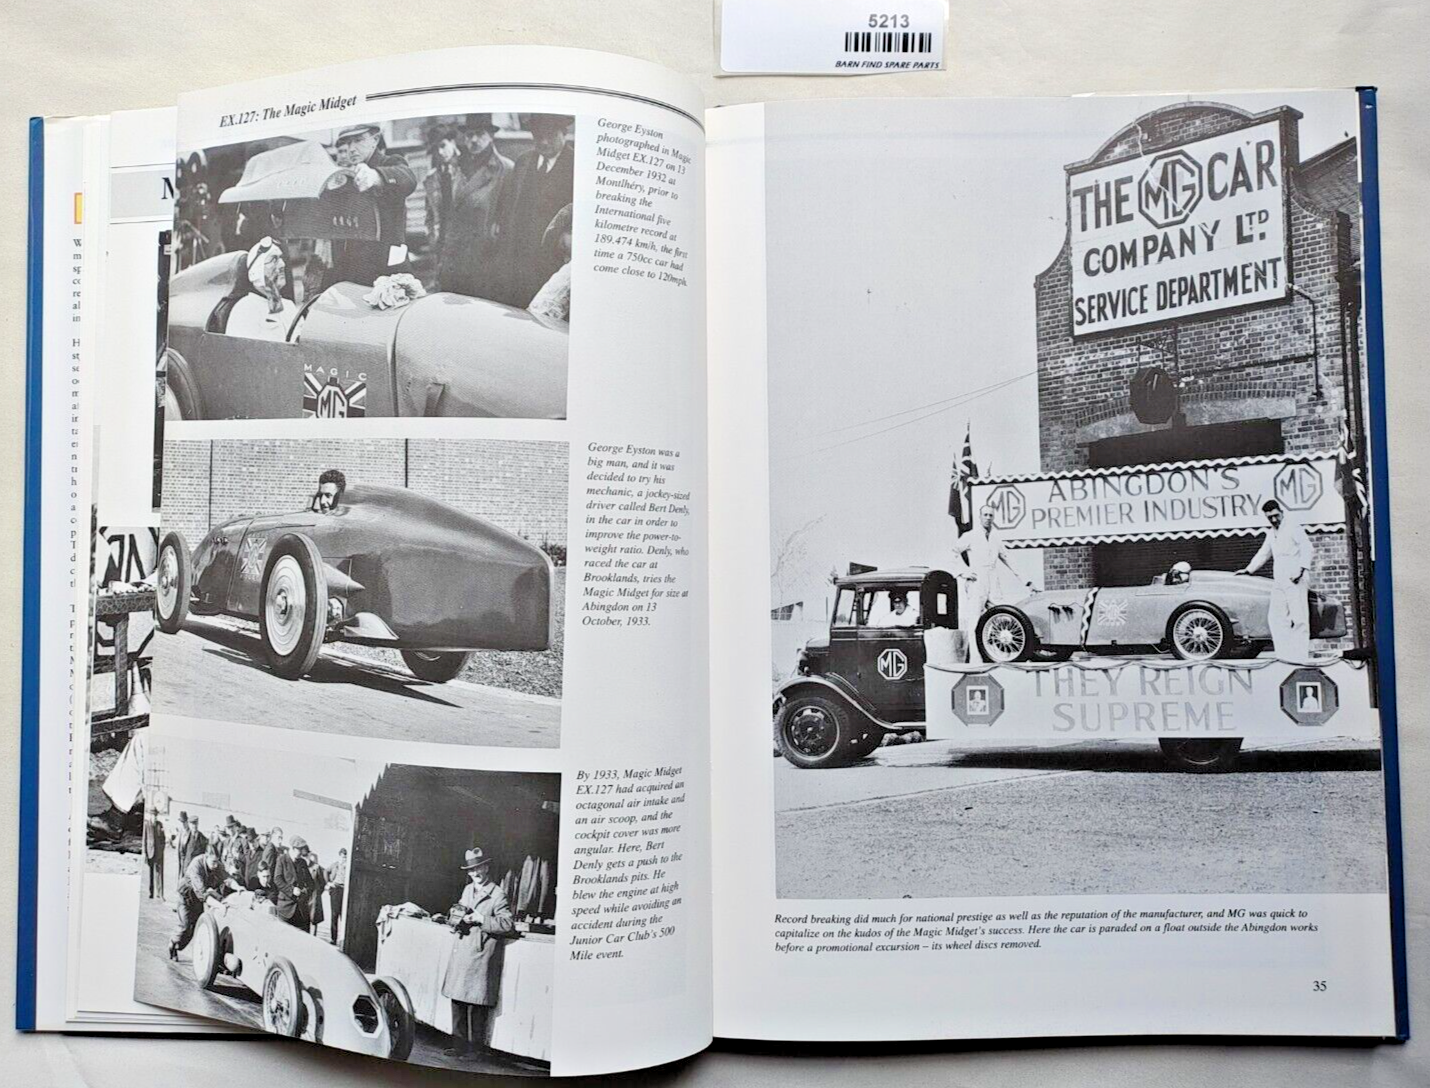 5213
BARN FIND SPARE PARTS
EX.127: The Magic Midget
George Eyston
photographed in Magic
Midget EX.127 on 13
December 1932 at
Montlhéry, prior to
breaking the
International five
kilometre record at
189.474 km/h, the first
time a 750cc car had
come close to 120mph.
MAGIC
MG
George Eyston was a
big man, and it was
decided to try his
mechanic, a jockey-sized
driver called Bert Denly,
in the car in order to
improve the power-to-
weight ratio. Denly, who
raced the car at
Brooklands, tries the
Magic Midget for size at
Abingdon on 13
October, 1933.
By 1933, Magic Midget
EX.127 had acquired an
octagonal air intake and
an air scoop, and the
cockpit cover was more
angular. Here, Bert
Denly gets a push to the
Brooklands pits. He
blew the engine at high
speed while avoiding an
accident during the
Junior Car Club's 500
Mile event.
THE MG CAR
COMPANY LTD.
SERVICE DEPARTMENT
MG ABINGDON'S MG
PREMIER INDUSTRY
MG
THEY REIGN
SUPREME
Record breaking did much for national prestige as well as the reputation of the manufacturer, and MG was quick to
capitalize on the kudos of the Magic Midget's success. Here the car is paraded on a float outside the Abingdon works
before a promotional excursion – its wheel discs removed.
35